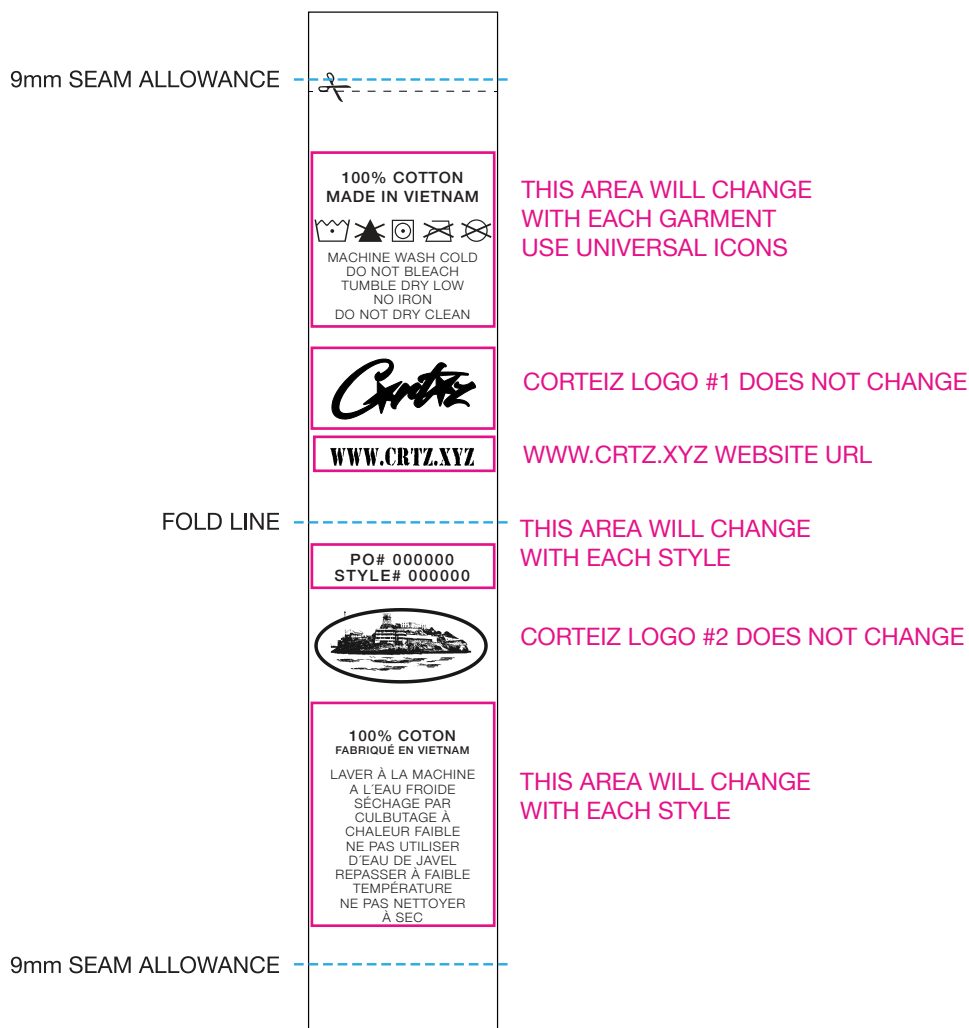 9mm SEAM ALLOWANCE
100% COTTON
MADE IN VIETNAM
MACHINE WASH COLD
DO NOT BLEACH
TUMBLE DRY LOW
NO IRON
DO NOT DRY CLEAN
THIS AREA WILL CHANGE
WITH EACH GARMENT
USE UNIVERSAL ICONS
Crtz
CORTEIZ LOGO #1 DOES NOT CHANGE
WWW.CRTZ.XYZ
WWW.CRTZ.XYZ WEBSITE URL
FOLD LINE
THIS AREA WILL CHANGE
WITH EACH STYLE
PO# 000000
STYLE# 000000
CORTEIZ LOGO #2 DOES NOT CHANGE
100% COTON
FABRIQUÉ EN VIETNAM
LAVER À LA MACHINE
A L´EAU FROIDE
SÉCHAGE PAR
CULBUTAGE À
CHALEUR FAIBLE
NE PAS UTILISER
D´EAU DE JAVEL
REPASSER À FAIBLE
TEMPÉRATURE
NE PAS NETTOYER
À SEC
THIS AREA WILL CHANGE
WITH EACH STYLE
9mm SEAM ALLOWANCE